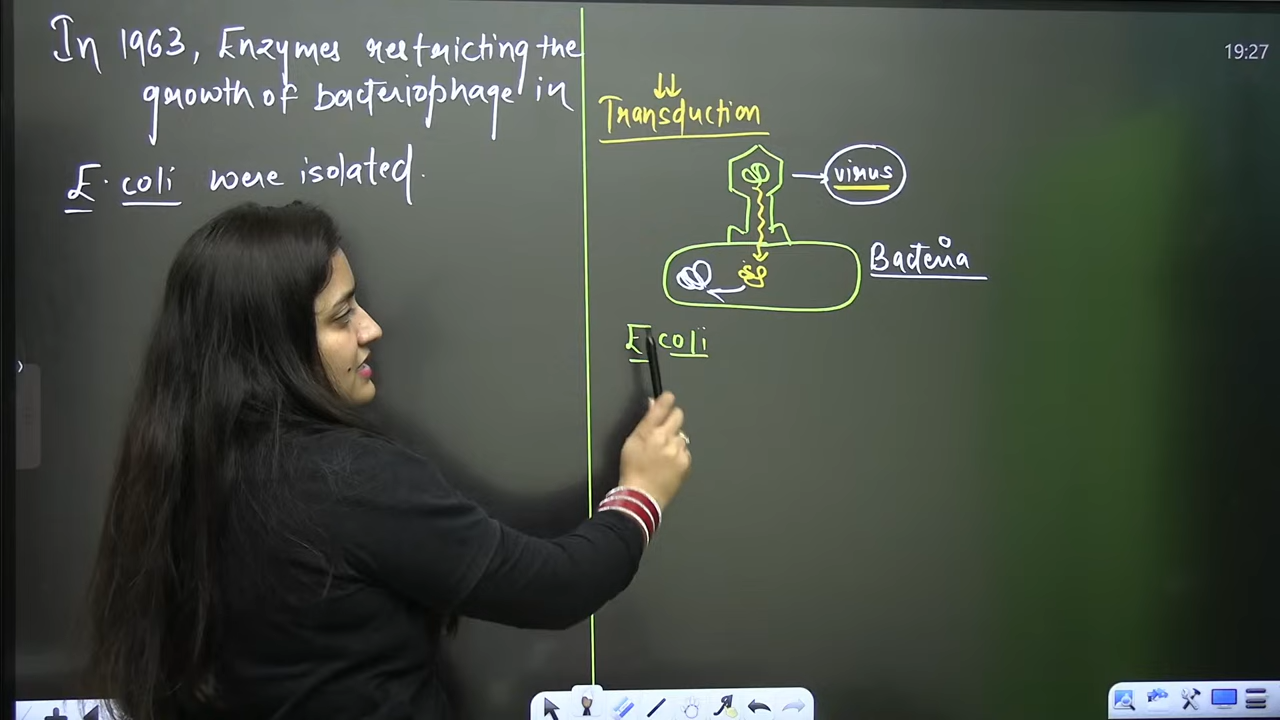 In 1963, Enzymes restricting the
growth of bacteriophage in
E. coli were isolated.
19:27
Transduction
virus
Bacteria
E coli